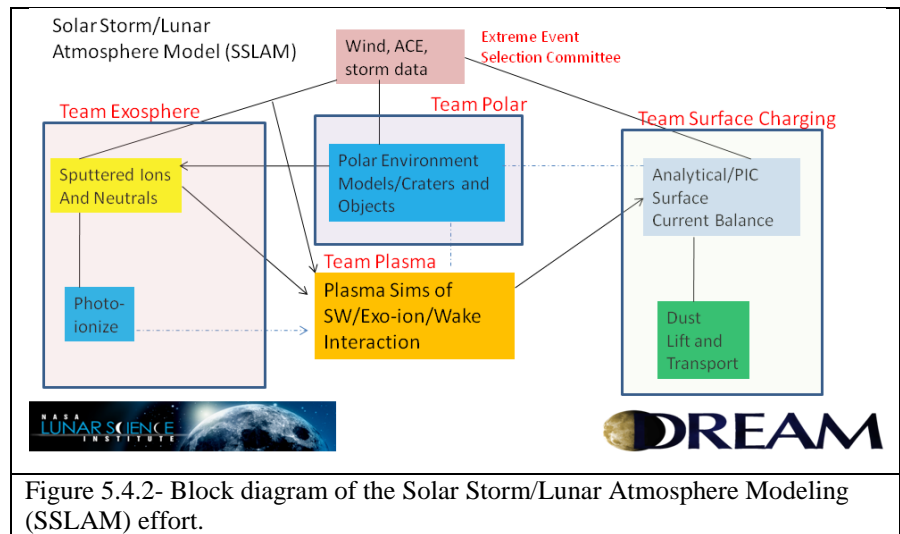 Solar Storm/Lunar
Atmosphere Model (SSLAM)
Wind, ACE,
storm data
Extreme Event
Selection Committee
Team Exosphere
Team Polar
Team Surface Charging
Sputtered Ions
And Neutrals
Polar Environment
Models/Craters and
Objects
Analytical/PIC
Surface
Current Balance
Team Plasma
Photo-
ionize
Plasma Sims of
SW/Exo-ion/Wake
Interaction
Dust
Lift and
Transport
NASA
LUNAR SCIENCE
INSTITUTE
DREAM
Figure 5.4.2- Block diagram of the Solar Storm/Lunar Atmosphere Modeling
(SSLAM) effort.